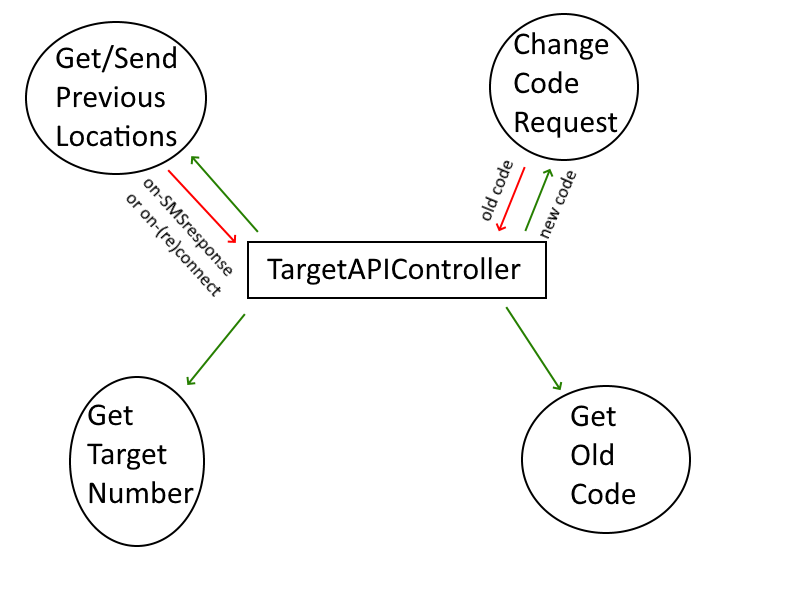 Get/Send
Previous
Locations
Change
Code
Request
on-SMSresponse
or on-(re)connect
old code
new code
TargetAPIController
Get
Target
Number
Get
Old
Code